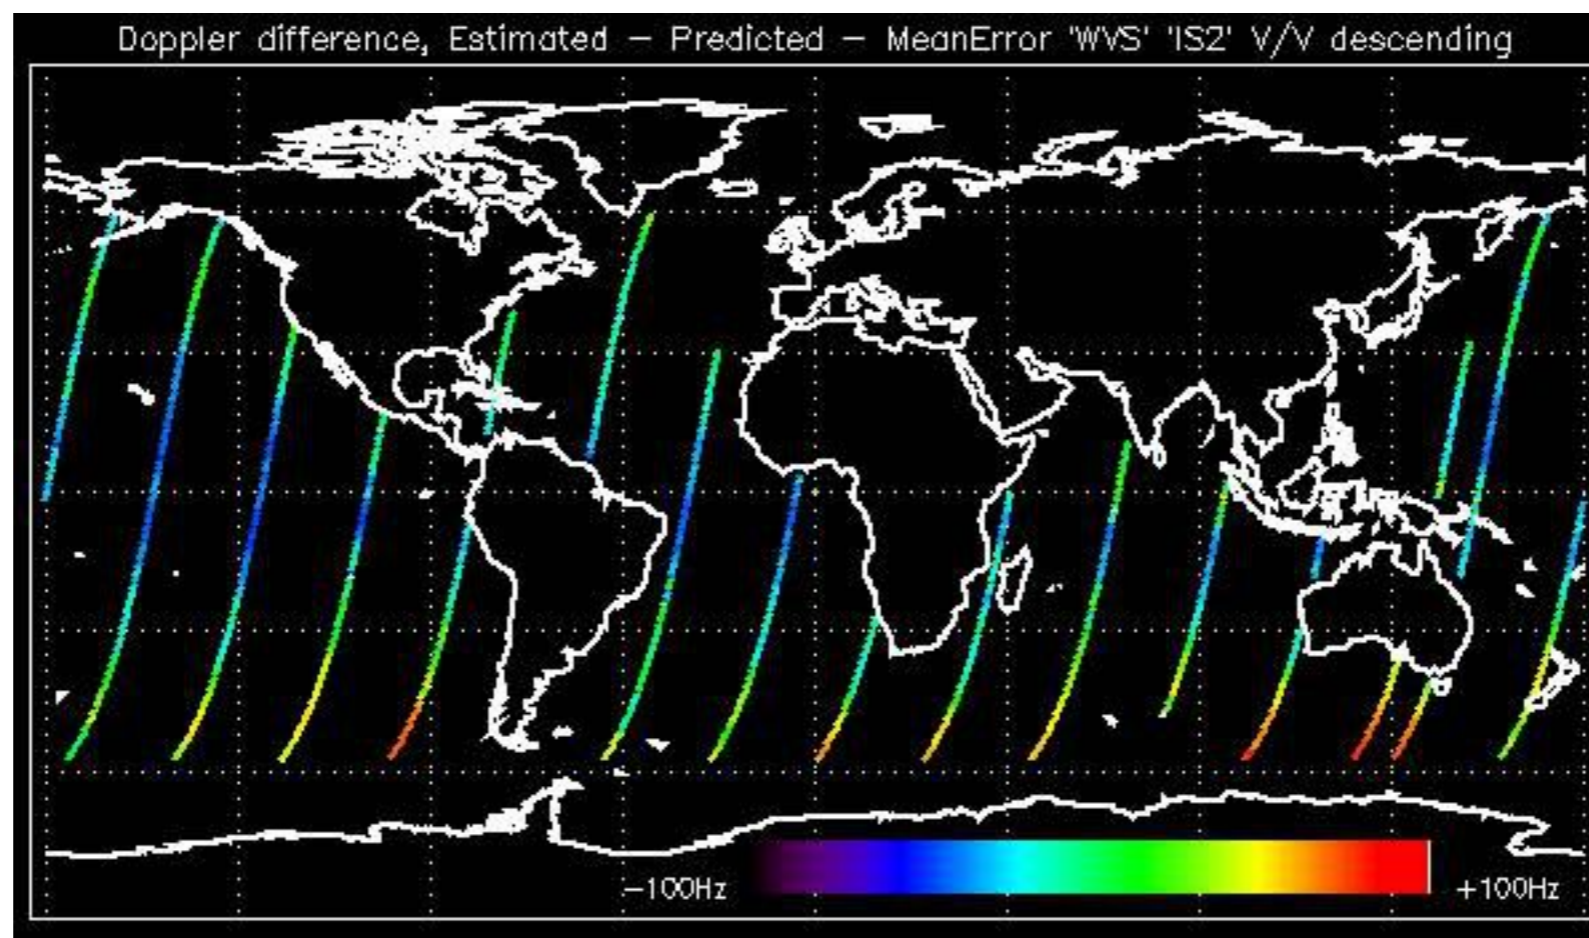 Doppler difference, Estimated – Predicted – MeanError 'WVS' 'IS2' V/V descending
–100Hz
+100Hz